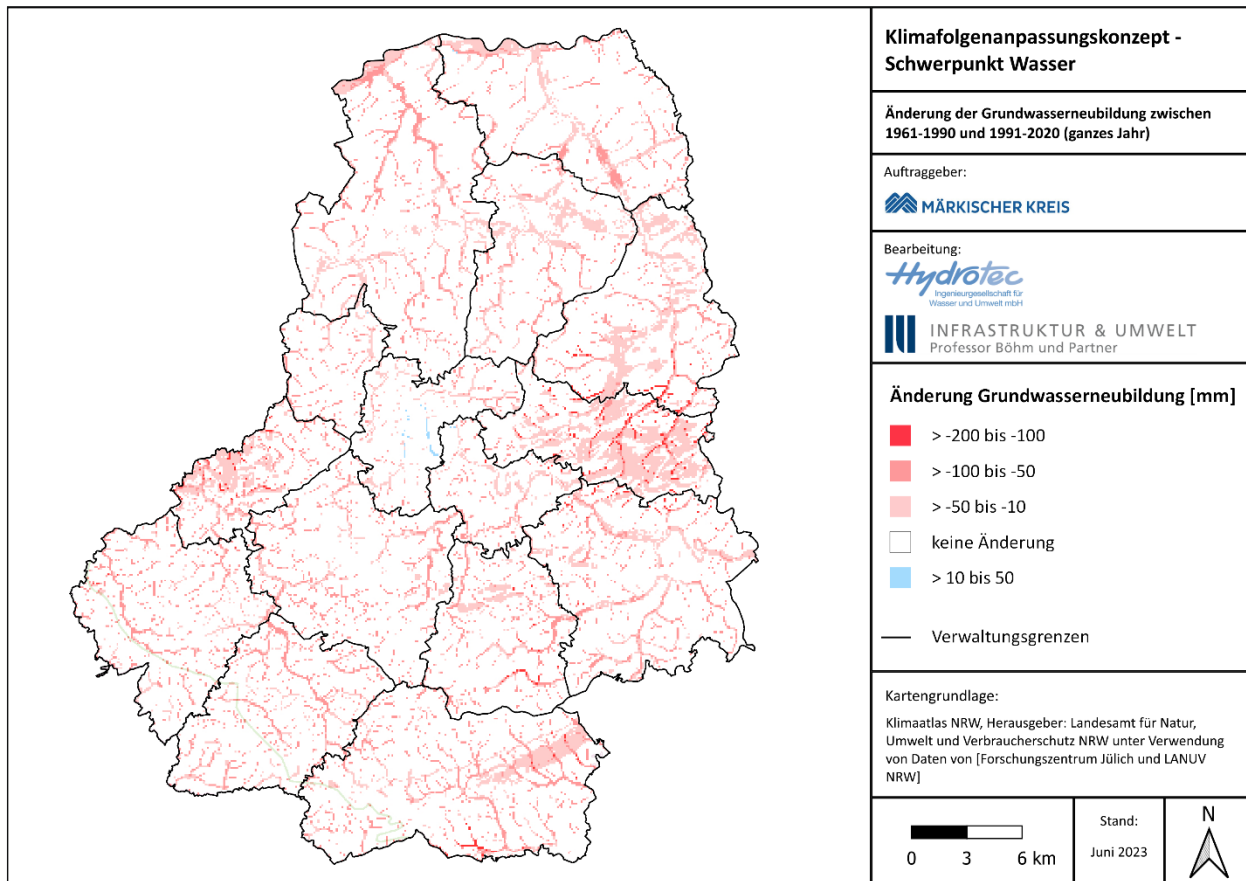 Klimafolgenanpassungskonzept -
Schwerpunkt Wasser
Änderung der Grundwasserneubildung zwischen
1961-1990 und 1991-2020 (ganzes Jahr)
Auftraggeber:
MÄRKISCHER KREIS
Bearbeitung:
Hydrotec
Ingenieurgesellschaft für
Wasser und Umwelt mbH
INFRASTRUKTUR & UMWELT
Professor Böhm und Partner
Änderung Grundwasserneubildung [mm]
> -200 bis -100
> -100 bis -50
> -50 bis -10
keine Änderung
> 10 bis 50
Verwaltungsgrenzen
Kartengrundlage:
Klimaatlas NRW, Herausgeber: Landesamt für Natur,
Umwelt und Verbraucherschutz NRW unter Verwendung
von Daten von [Forschungszentrum Jülich und LANUV
NRW]
0 3 6 km
Stand:
Juni 2023
N